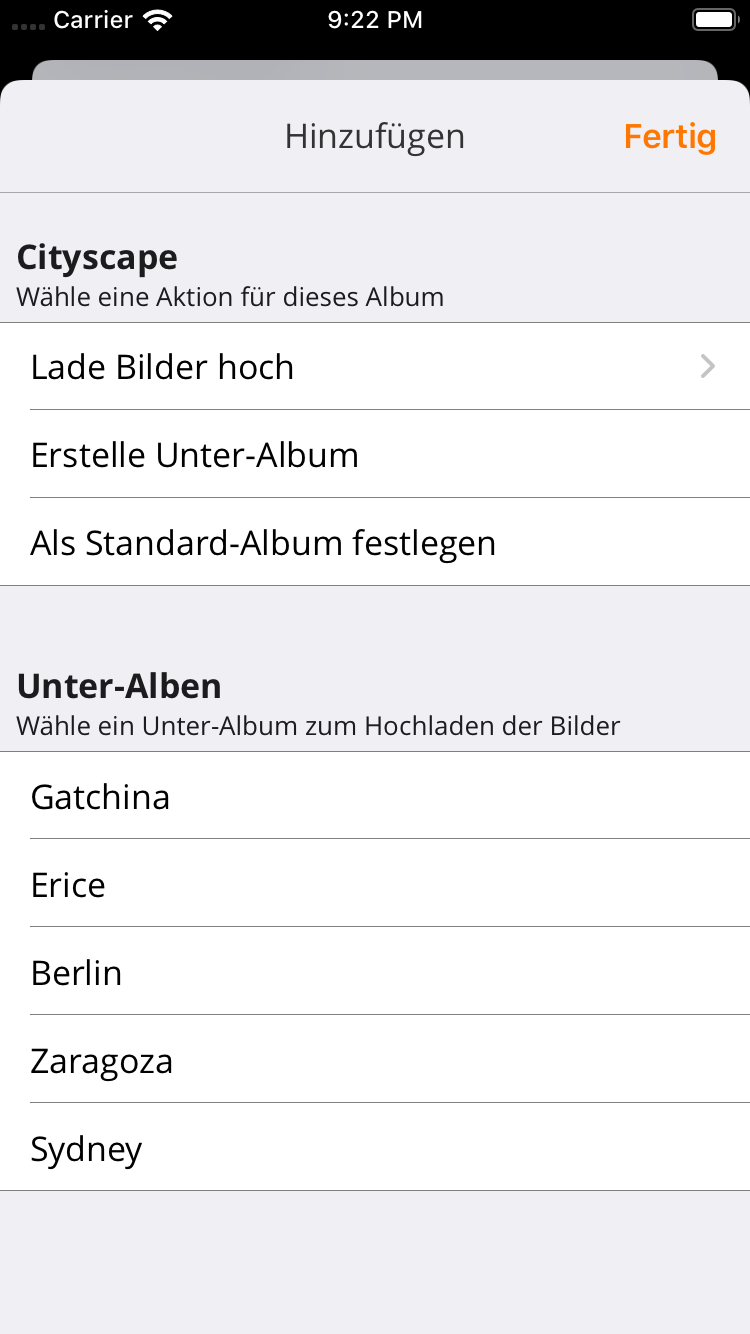 Carrier 9:22 PM
Hinzufügen Fertig
Cityscape
Wähle eine Aktion für dieses Album
Lade Bilder hoch
Erstelle Unter-Album
Als Standard-Album festlegen
Unter-Alben
Wähle ein Unter-Album zum Hochladen der Bilder
Gatchina
Erice
Berlin
Zaragoza
Sydney